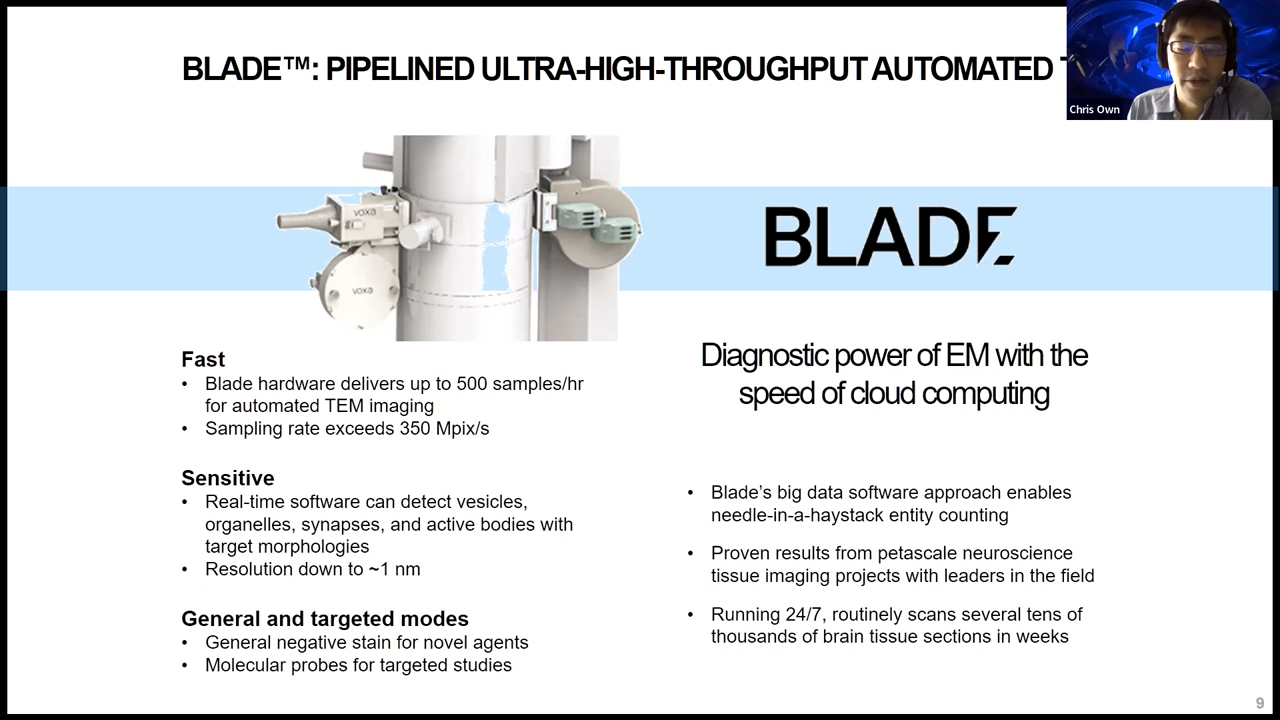 BLADE™: PIPELINED ULTRA-HIGH-THROUGHPUT AUTOMATED
Chris Own
voxa
voxa
BLADE
Fast
• Blade hardware delivers up to 500 samples/hr
for automated TEM imaging
• Sampling rate exceeds 350 Mpix/s
Sensitive
• Real-time software can detect vesicles,
organelles, synapses, and active bodies with
target morphologies
• Resolution down to ~1 nm
General and targeted modes
• General negative stain for novel agents
• Molecular probes for targeted studies
Diagnostic power of EM with the
speed of cloud computing
• Blade’s big data software approach enables
needle-in-a-haystack entity counting
• Proven results from petascale neuroscience
tissue imaging projects with leaders in the field
• Running 24/7, routinely scans several tens of
thousands of brain tissue sections in weeks
9